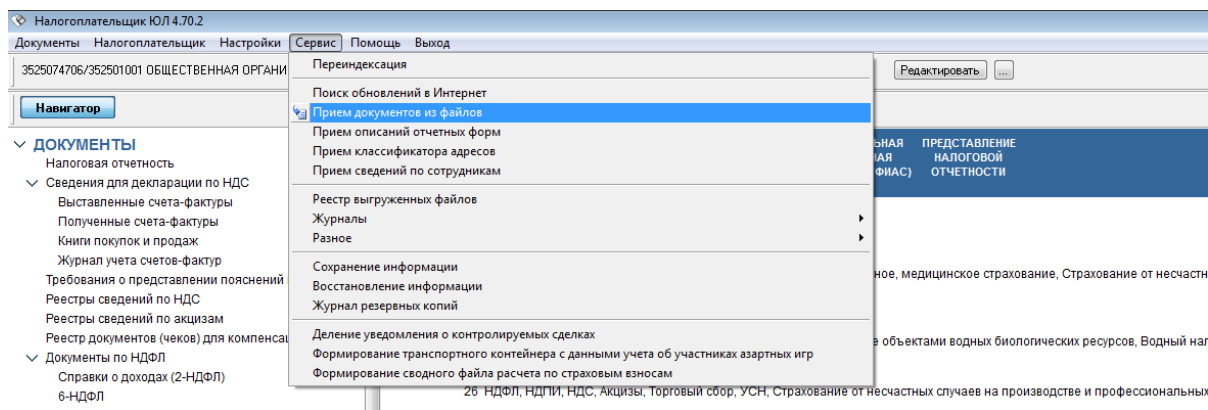 Налогоплательщик ЮЛ 4.70.2
Документы Налогоплательщик Настройки Сервис Помощь Выход
3525074706/352501001 ОБЩЕСТВЕННАЯ ОРГАНИ
Редактировать ...
Навигатор
Переиндексация
Поиск обновлений в Интернет
Прием документов из файлов
Прием описаний отчетных форм
Прием классификатора адресов
Прием сведений по сотрудникам
Реестр выгруженных файлов
Журналы
Разное
Сохранение информации
Восстановление информации
Журнал резервных копий
Деление уведомления о контролируемых сделках
Формирование транспортного контейнера с данными учета об участниках азартных игр
Формирование сводного файла расчета по страховым взносам
ДОКУМЕНТЫ
Налоговая отчетность
Сведения для декларации по НДС
Выставленные счета-фактуры
Полученные счета-фактуры
Книги покупок и продаж
Журнал учета счетов-фактур
Требования о представлении пояснений
Реестры сведений по НДС
Реестры сведений по акцизам
Реестр документов (чеков) для компенсац
Документы по НДФЛ
Справки о доходах (2-НДФЛ)
6-НДФЛ
ЬНАЯ
НАЯ
ФИАС)
ПРЕДСТАВЛЕНИЕ
НАЛОГОВОЙ
ОТЧЕТНОСТИ
ное, медицинское страхование, Страхование от несчастн
е объектами водных биологических ресурсов, Водный нал
26 НДФЛ, НДПИ, НДС, Акцизы, Торговый сбор, УСН, Страхование от несчастных случаев на производстве и профессиональных